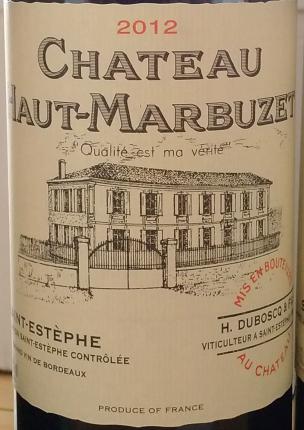 2012
CHATEAU
HAUT-MARBUZET
"Qualité est ma vérité"
MIS EN BOUTEILLE
AU CHATEAU
SAINT-ESTÈPHE
SAINT-ESTÈPHE CONTRÔLÉE
VIN DE BORDEAUX
H. DUBOSCQ &
VITICULTEUR A SAINT-ESTÈPHE
PRODUCE OF FRANCE